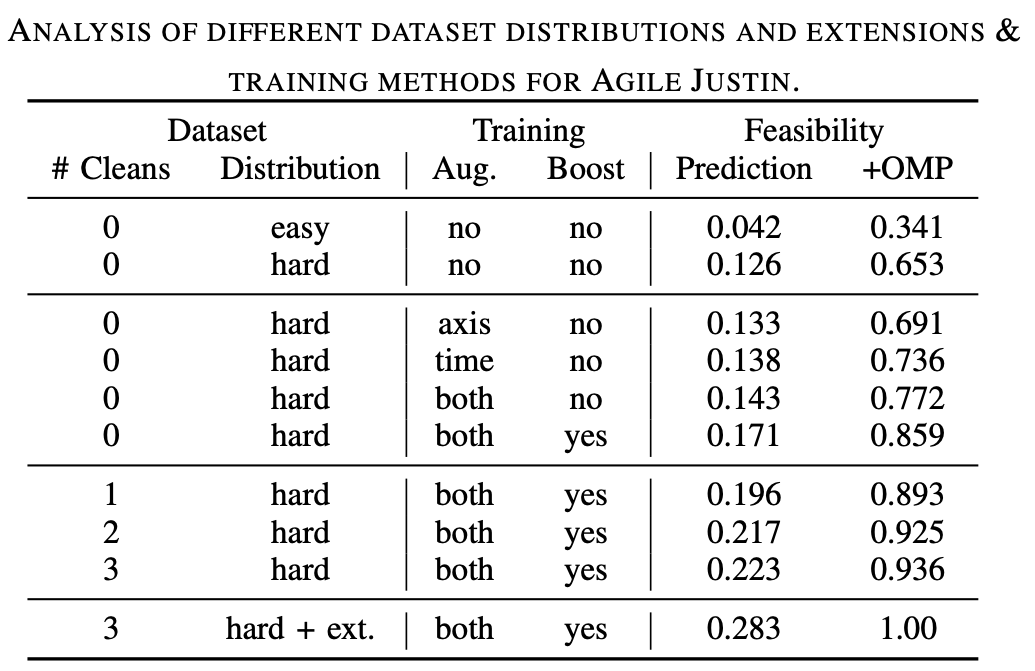 ANALYSIS OF DIFFERENT DATASET DISTRIBUTIONS AND EXTENSIONS &
TRAINING METHODS FOR AGILE JUSTIN.
Dataset Training Feasibility
# Cleans Distribution Aug. Boost Prediction +OMP
0 easy no no 0.042 0.341
0 hard no no 0.126 0.653
0 hard axis no 0.133 0.691
0 hard time no 0.138 0.736
0 hard both no 0.143 0.772
0 hard both yes 0.171 0.859
1 hard both yes 0.196 0.893
2 hard both yes 0.217 0.925
3 hard both yes 0.223 0.936
3 hard + ext. both yes 0.283 1.00